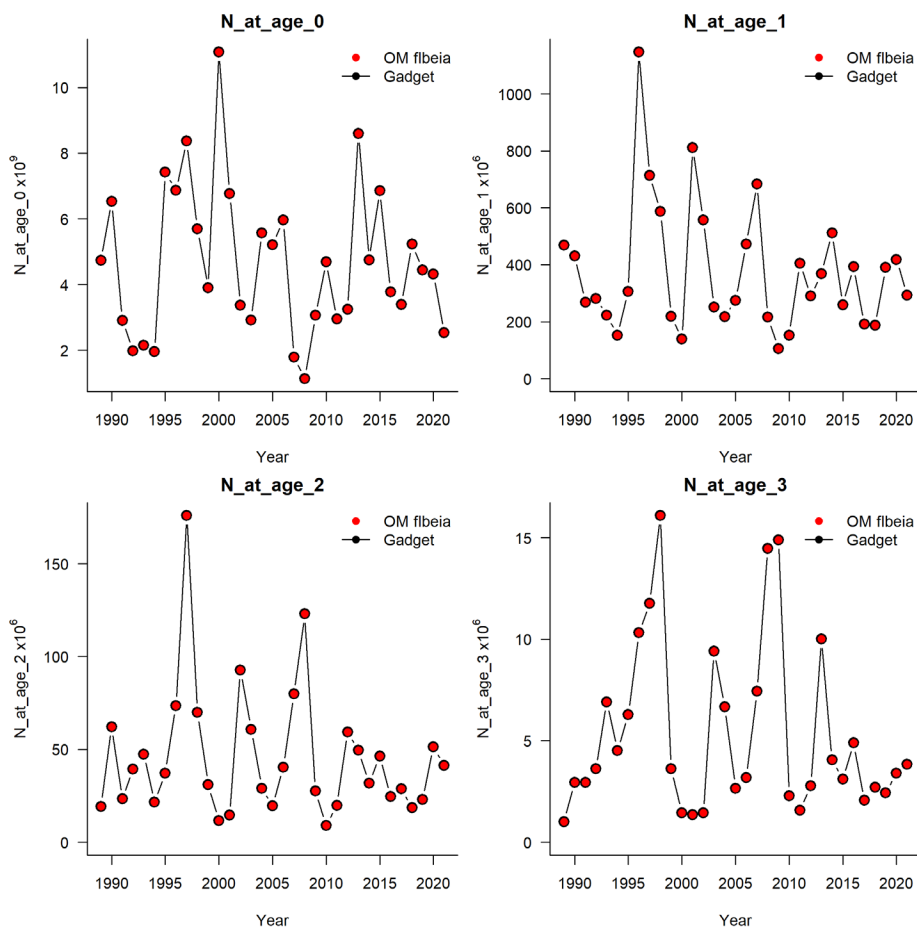 N_at_age_0
N_at_age_0 x10⁹
10
8
6
4
2
OM flbeia
Gadget
1990 1995 2000 2005 2010 2015 2020
Year
N_at_age_1
N_at_age_1 x10⁶
1000
800
600
400
200
0
OM flbeia
Gadget
1990 1995 2000 2005 2010 2015 2020
Year
N_at_age_2
N_at_age_2 x10⁶
150
100
50
0
OM flbeia
Gadget
1990 1995 2000 2005 2010 2015 2020
Year
N_at_age_3
N_at_age_3 x10⁶
15
10
5
0
OM flbeia
Gadget
1990 1995 2000 2005 2010 2015 2020
Year